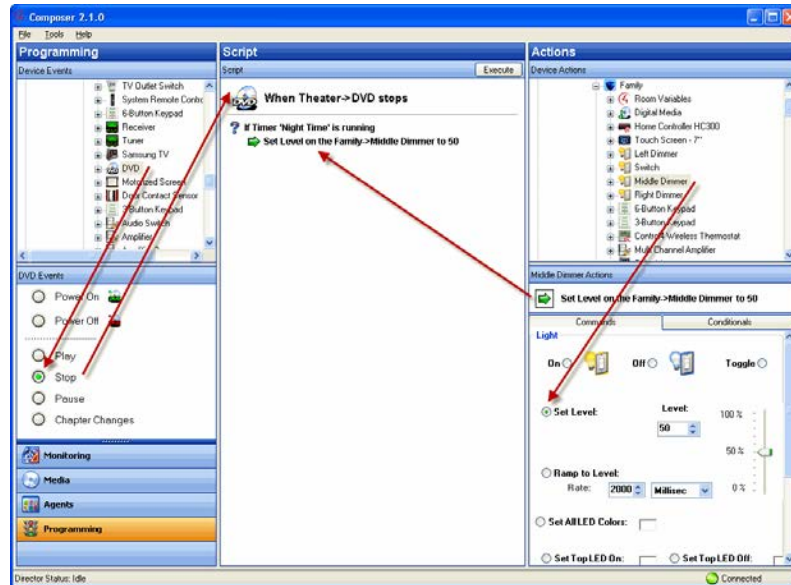 Composer 2.1.0
File Tools Help
Programming
Device Events
TV Outlet Switch
System Remote Contro
6-Button Keypad
Receiver
Tuner
Samsung TV
DVD
Motorized Screen
Door Contact Sensor
3-Button Keypad
Audio Switch
Amplifier
DVD Events
Power On
Power Off
Play
Stop
Pause
Chapter Changes
Monitoring
Media
Agents
Programming
Script
Script Execute
When Theater->DVD stops
? If Timer 'Night Time' is running
Set Level on the Family->Middle Dimmer to 50
Actions
Device Actions
Family
Room Variables
Digital Media
Home Controller HC300
Touch Screen - 7"
Left Dimmer
Switch
Middle Dimmer
Right Dimmer
6-Button Keypad
3-Button Keypad
Control4 Wireless Thermostat
Multi Channel Amplifier
Middle Dimmer Actions
Set Level on the Family->Middle Dimmer to 50
Commands Conditionals
Light
On Off Toggle
Set Level: Level: 100 %
50 50 %
Ramp to Level: 0 %
Rate: 2000 Millisec
Set All LED Colors:
Set Top LED On: Set Top LED Off:
Director Status: Idle Connected